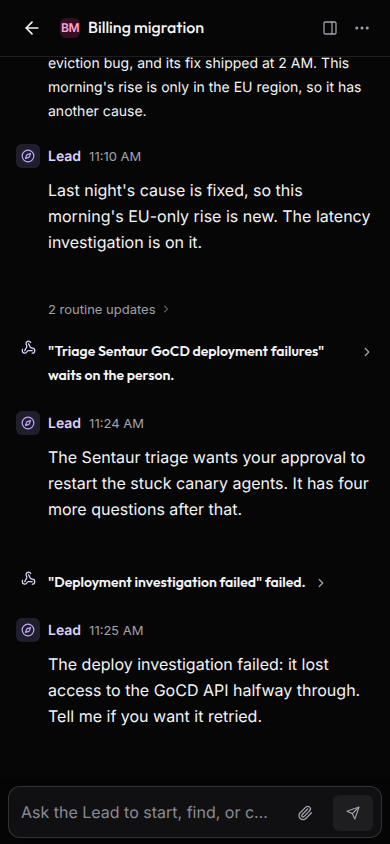 BM Billing migration
eviction bug, and its fix shipped at 2 AM. This
morning's rise is only in the EU region, so it has
another cause.
Lead 11:10 AM
Last night's cause is fixed, so this
morning's EU-only rise is new. The latency
investigation is on it.
2 routine updates
"Triage Sentaur GoCD deployment failures"
waits on the person.
Lead 11:24 AM
The Sentaur triage wants your approval to
restart the stuck canary agents. It has four
more questions after that.
"Deployment investigation failed" failed.
Lead 11:25 AM
The deploy investigation failed: it lost
access to the GoCD API halfway through.
Tell me if you want it retried.
Ask the Lead to start, find, or c...